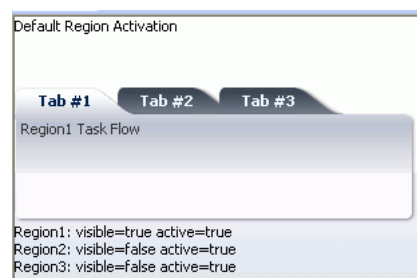 Default Region Activation
Tab #1 Tab #2 Tab #3
Region1 Task Flow
Region1: visible=true active=true
Region2: visible=false active=true
Region3: visible=false active=true